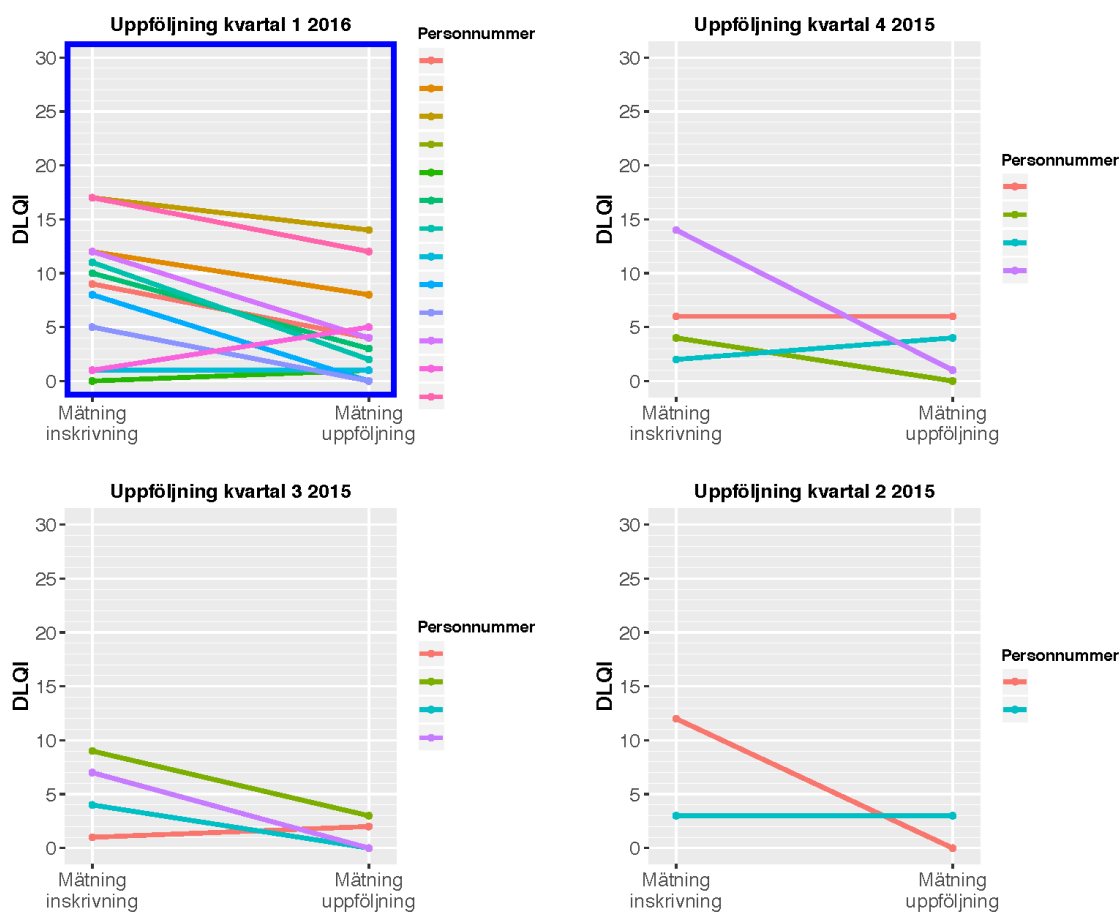 Uppföljning kvartal 1 2016
Personnummer
DLQI
30
25
20
15
10
5
0
Mätning
inskrivning
Mätning
uppföljning
Uppföljning kvartal 4 2015
Personnummer
DLQI
30
25
20
15
10
5
0
Mätning
inskrivning
Mätning
uppföljning
Uppföljning kvartal 3 2015
Personnummer
DLQI
30
25
20
15
10
5
0
Mätning
inskrivning
Mätning
uppföljning
Uppföljning kvartal 2 2015
Personnummer
DLQI
30
25
20
15
10
5
0
Mätning
inskrivning
Mätning
uppföljning